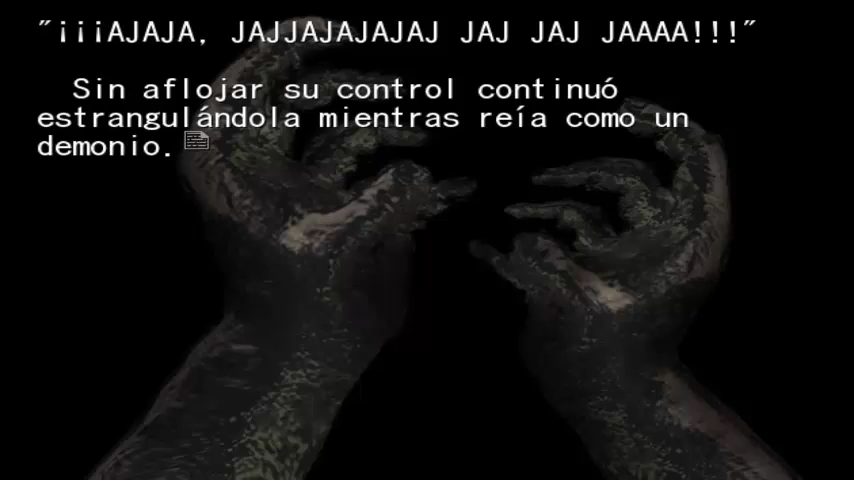 "¡¡¡AJAJA, JAJJAJAJAJAJ JAJ JAJ JAAAA!!!"
Sin aflojar su control continuó
estrangulándola mientras reía como un
demonio.